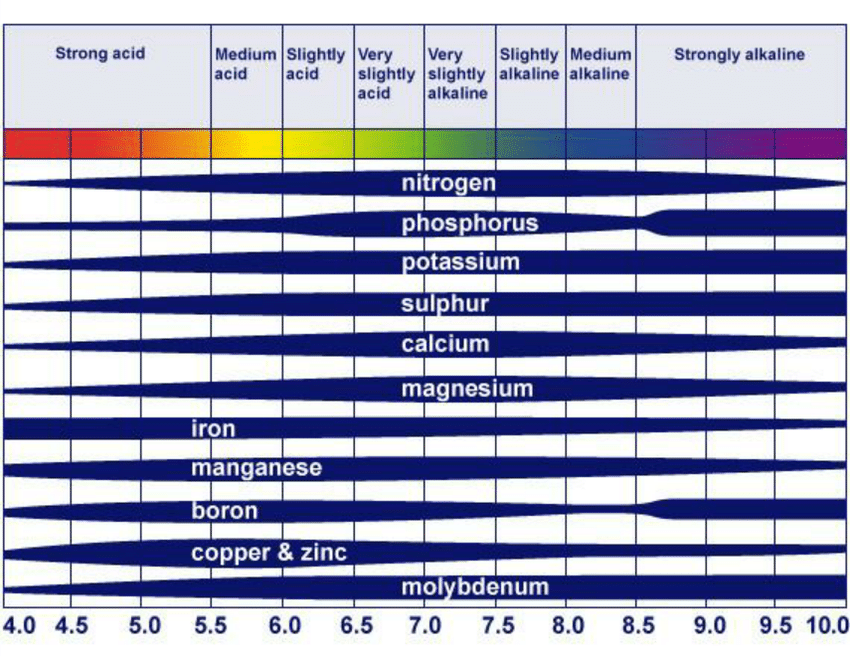 Strong acid
Medium acid
Slightly acid
Very slightly acid
Very slightly alkaline
Slightly alkaline
Medium alkaline
Strongly alkaline
nitrogen
phosphorus
potassium
sulphur
calcium
magnesium
iron
manganese
boron
copper & zinc
molybdenum
4.0 4.5 5.0 5.5 6.0 6.5 7.0 7.5 8.0 8.5 9.0 9.5 10.0